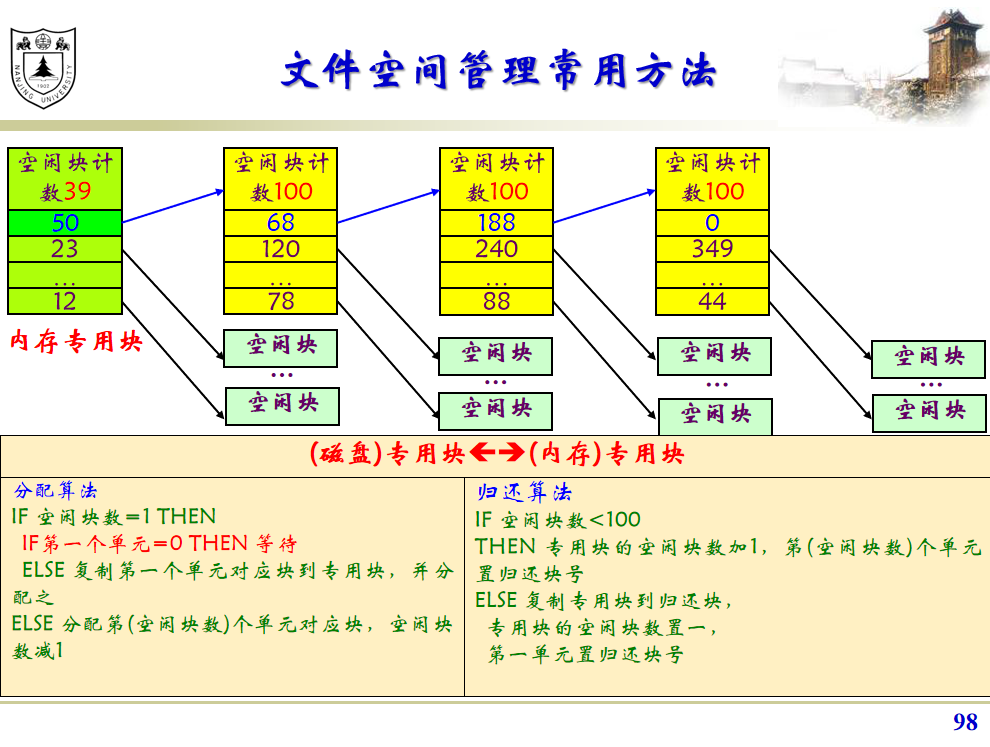 NANJING UNIVERSITY
1902
文件空间管理常用方法
空闲块计
数39
50
23
…
12
空闲块计
数100
68
120
…
78
空闲块计
数100
188
240
…
88
空闲块计
数100
0
349
…
44
内存专用块
空闲块
…
空闲块
空闲块
…
空闲块
空闲块
…
空闲块
空闲块
…
空闲块
(磁盘)专用块←→(内存)专用块
分配算法
IF 空闲块数=1 THEN
IF第一个单元=0 THEN 等待
ELSE 复制第一个单元对应块到专用块，并分
配之
ELSE 分配第(空闲块数)个单元对应块，空闲块
数减1
归还算法
IF 空闲块数<100
THEN 专用块的空闲块数加1，第(空闲块数)个单元
置归还块号
ELSE 复制专用块到归还块，
专用块的空闲块数置一，
第一单元置归还块号
98